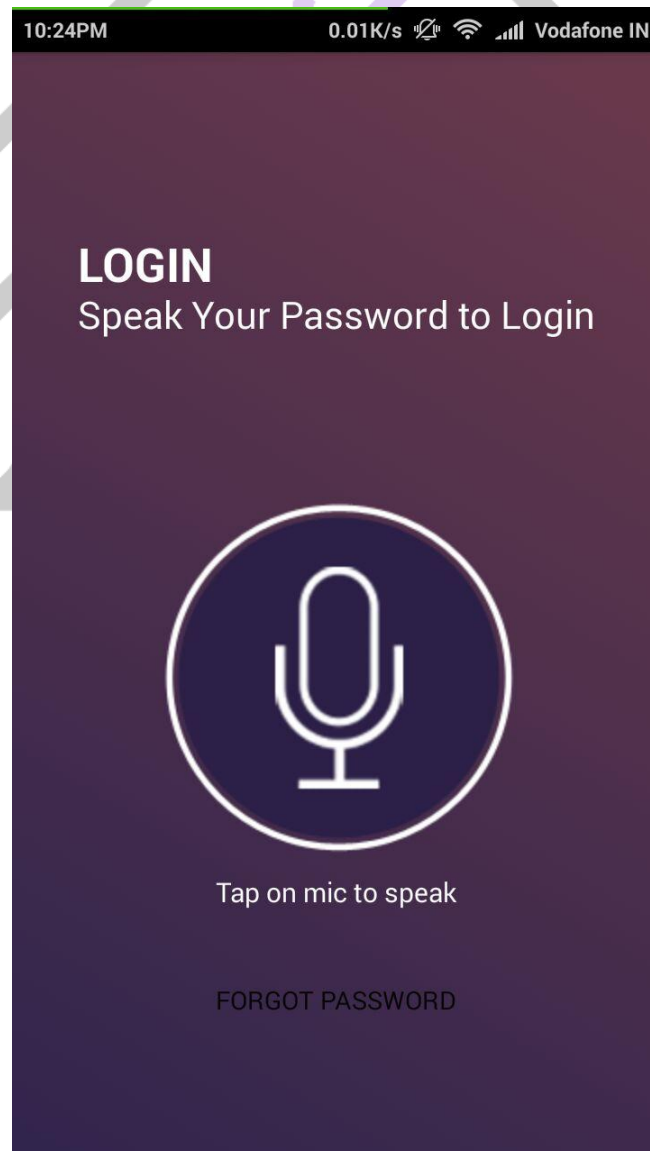 10:24PM 0.01K/s Vodafone IN
LOGIN
Speak Your Password to Login
Tap on mic to speak
FORGOT PASSWORD